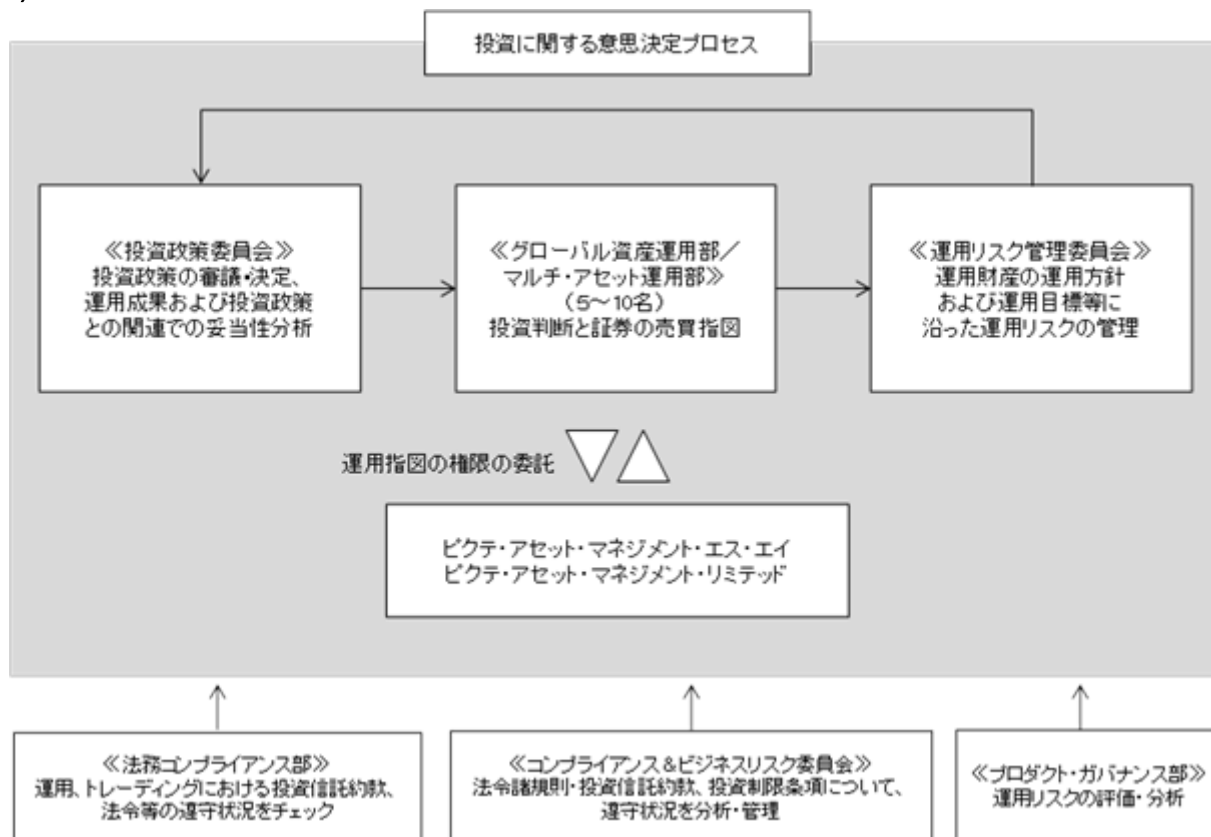 投資に関する意思決定プロセス
≪投資政策委員会≫
投資政策の審議・決定、
運用成果および投資政策
との関連での妥当性分析
≪グローバル資産運用部／
マルチ・アセット運用部≫
（5～10名）
投資判断と証券の売買指図
≪運用リスク管理委員会≫
運用財産の運用方針
および運用目標等に
沿った運用リスクの管理
運用指図の権限の委託
ピクテ・アセット・マネジメント・エス・エイ
ピクテ・アセット・マネジメント・リミテッド
≪法務コンプライアンス部≫
運用、トレーディングにおける投資信託約款、
法令等の遵守状況をチェック
≪コンプライアンス＆ビジネスリスク委員会≫
法令諸規則・投資信託約款、投資制限条項について、
遵守状況を分析・管理
≪プロダクト・ガバナンス部≫
運用リスクの評価・分析